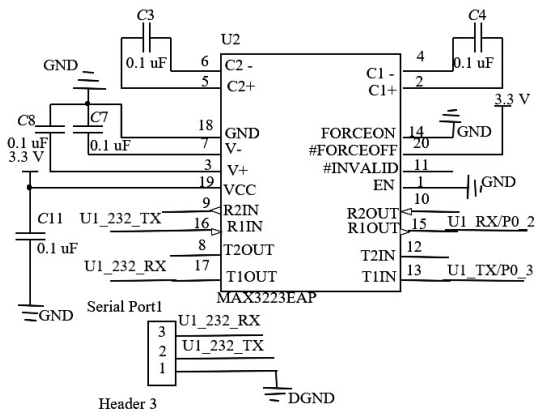 C3
U2
C4
0.1 uF
6
C2 -
5
C2+
C1 -
4
C1+
2
0.1 uF
GND
C8
C7
0.1 uF
0.1 uF
3.3 V
18
GND
7
V-
3
V+
19
VCC
9
R2IN
16
R1IN
8
T2OUT
17
T1OUT
FORCEON
14
GND
#FORCEOFF
20
3.3 V
#INVALID
11
EN
1
GND
R2OUT
10
R1OUT
15
U1_RX/P0_2
T2IN
12
T1IN
13
U1_TX/P0_3
C11
0.1 uF
GND
U1_232_TX
U1_232_RX
MAX3223EAP
Serial Port1
3
U1_232_RX
2
U1_232_TX
1
DGND
Header 3